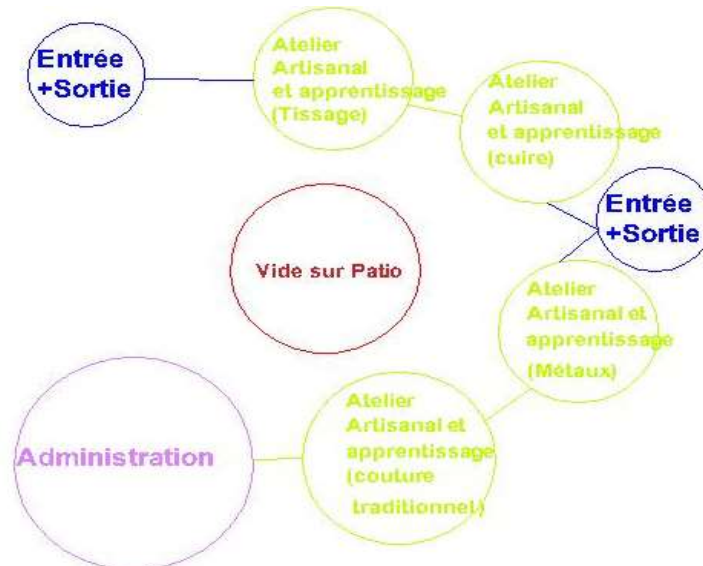 Entrée
+Sortie
Atelier
Artisanal
et apprentissage
(Tissage)
Atelier
Artisanal
et apprentissage
(cuire)
Entrée
+Sortie
Vide sur Patio
Atelier
Artisanal et
apprentissage
(Métaux)
Atelier
Artisanal et
apprentissage
(couture
traditionnel)
Administration